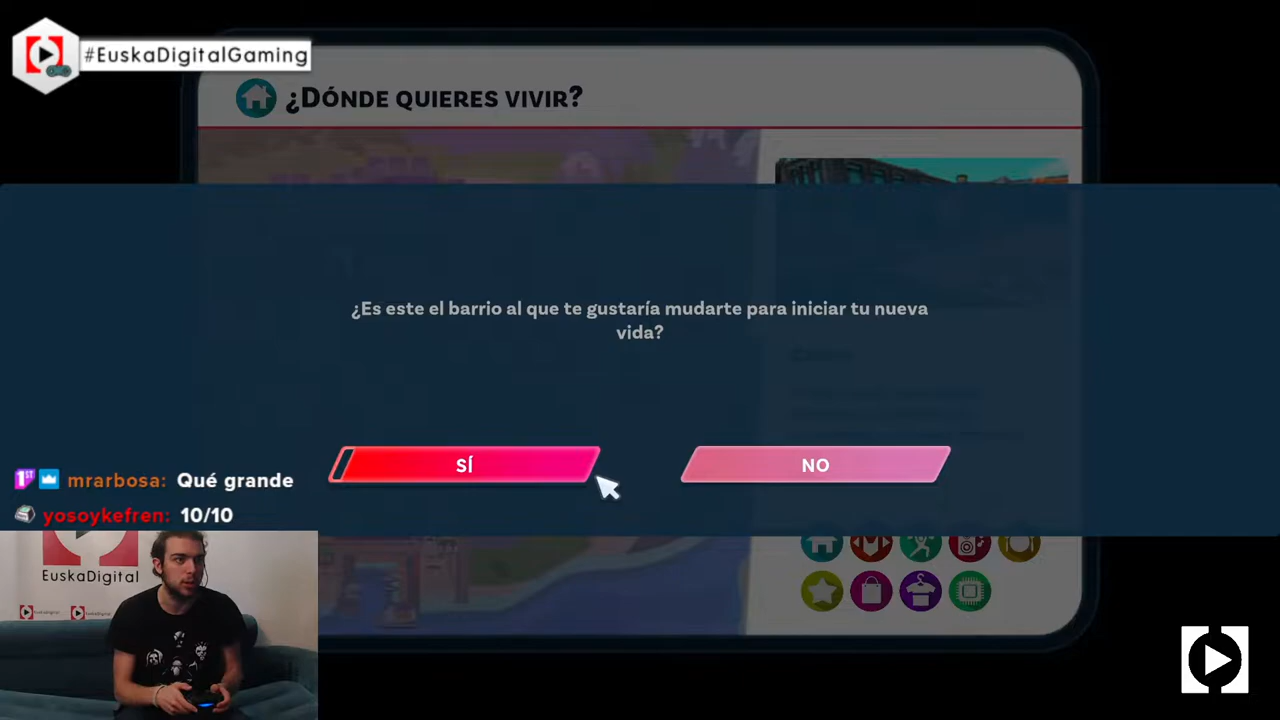 #EuskaDigitalGaming
¿DÓNDE QUIERES VIVIR?
¿Es este el barrio al que te gustaría mudarte para iniciar tu nueva
vida?
SÍ
NO
mrarbosa: Qué grande
yosoykefren: 10/10
EuskaDigital